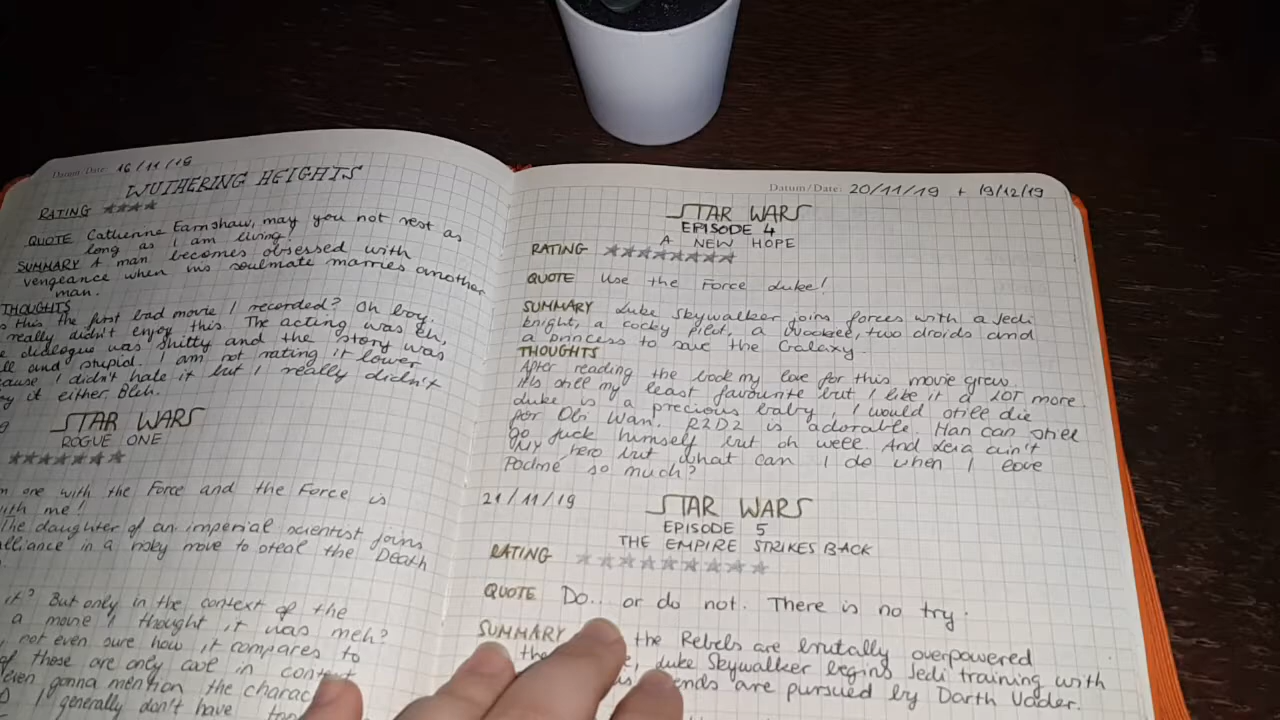 Datum/Date: 16/11/19
WUTHERING HEIGHTS
RATING ★★★★
QUOTE Catherine Earnshaw, may you not rest as
long as I am living!
SUMMARY A man becomes obsessed with
vengeance when his soulmate marries another
man.
THOUGHTS
s this the first bad movie I recorded? Oh boy,
really didn't enjoy this. The acting was Eh,
e dialogue was shitty and the story was
ll and stupid. I am not rating it lower
cause I didn't hate it but I really didn't
y it either. Bleh.
STAR WARS
ROGUE ONE
★★★★★★★
m one with the Force and the Force is
with me!
The daughter of an imperial scientist joins
alliance in a risky move to steal the Death
it? But only in the context of the
a movie I thought it was meh?
not even sure how it compares to
of those are only cool in context
even gonna mention the charac
I generally don't have
Datum/Date: 20/11/19 + 19/12/19
STAR WARS
EPISODE 4
A NEW HOPE
RATING ★★★★★★★★
QUOTE Use the Force Luke!
SUMMARY Luke Skywalker joins forces with a Jedi
knight, a cocky pilot, a Wookiee, two droids and
a princess to save the Galaxy.
THOUGHTS
After reading the book my love for this movie grew.
It's still my least favourite but I like it a LOT more.
Luke is a precious baby, I would still die
for Obi Wan. R2D2 is adorable. Han can still
go fuck himself but oh well. And Leia ain't
my hero but what can I do when I love
Padme so much?
21/11/19
STAR WARS
EPISODE 5
THE EMPIRE STRIKES BACK
RATING ★★★★★★★★★★
QUOTE Do... or do not. There is no try.
SUMMARY the Rebels are brutally overpowered
the Luke Skywalker begins Jedi training with
ends are pursued by Darth Vader.